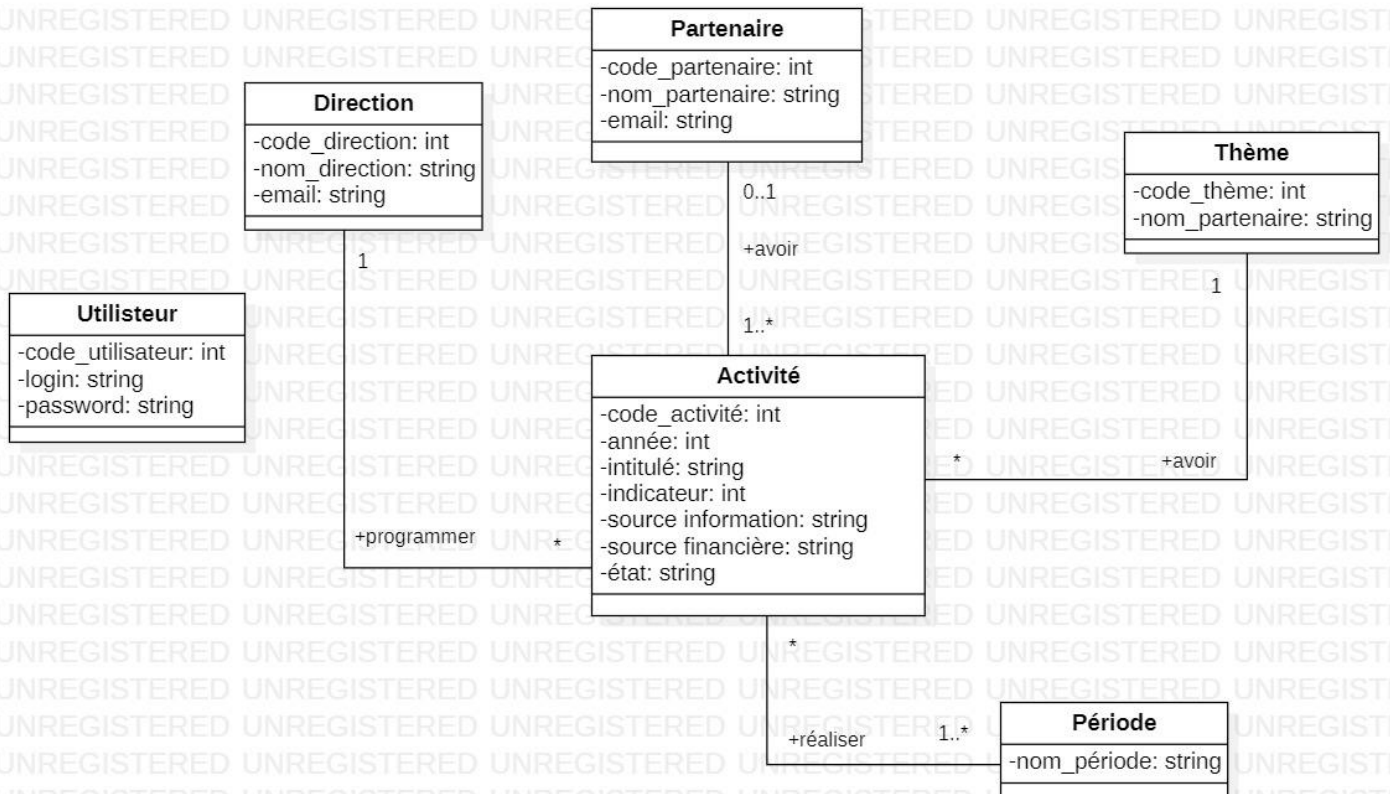 Partenaire
-code_partenaire: int
-nom_partenaire: string
-email: string
Direction
-code_direction: int
-nom_direction: string
-email: string
Thème
-code_thème: int
-nom_partenaire: string
0..1
+avoir
1..*
1
1
Utilisteur
-code_utilisateur: int
-login: string
-password: string
Activité
-code_activité: int
-année: int
-intitulé: string
-indicateur: int
-source information: string
-source financière: string
-état: string
*
+avoir
+programmer
*
*
+réaliser
1..*
Période
-nom_période: string
UNREGISTERED